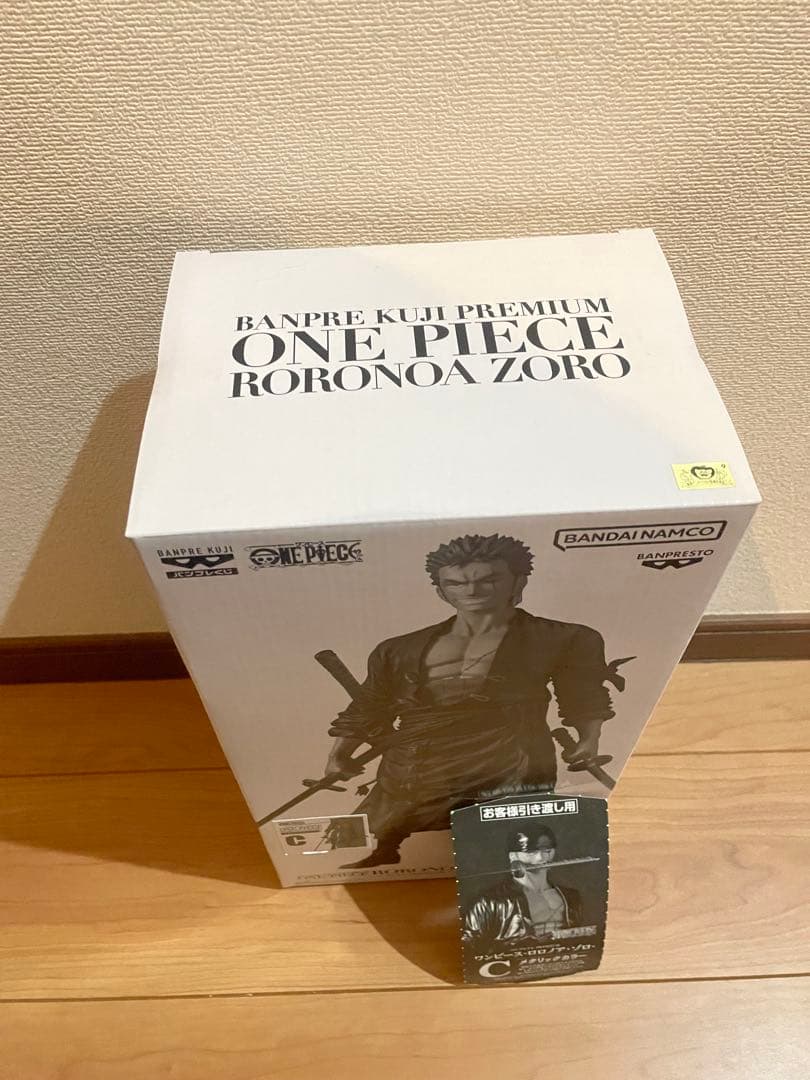 BANPRE KUJI PREMIUM
ONE PIECE
RORONOA ZORO
BANPRE KUJI
バンプレくじ
ONE PIECE
BANDAI NAMCO
BANPRESTO
C
お客様引き渡し用
ワンピース・ロロノア・ゾロ・
C メタリックカラー